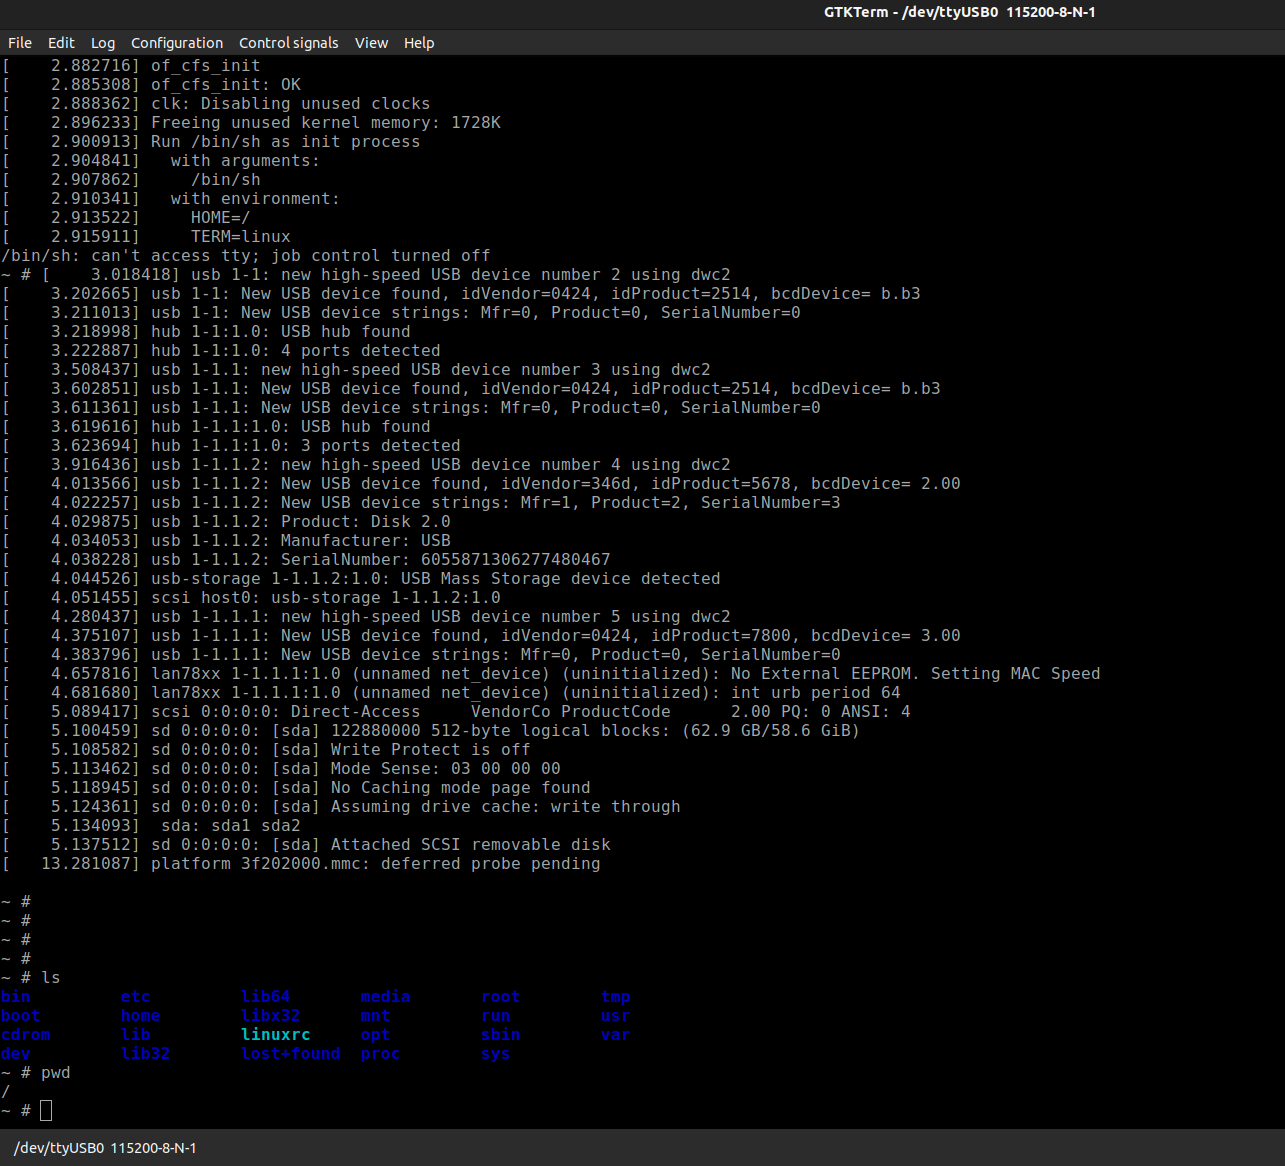 GTKTerm - /dev/ttyUSB0 115200-8-N-1
File Edit Log Configuration Control signals View Help
[    2.882716] of_cfs_init
[    2.885308] of_cfs_init: OK
[    2.888362] clk: Disabling unused clocks
[    2.896233] Freeing unused kernel memory: 1728K
[    2.900913] Run /bin/sh as init process
[    2.904841]   with arguments:
[    2.907862]     /bin/sh
[    2.910341]   with environment:
[    2.913522]     HOME=/
[    2.915911]     TERM=linux
/bin/sh: can't access tty; job control turned off
~ # [    3.018418] usb 1-1: new high-speed USB device number 2 using dwc2
[    3.202665] usb 1-1: New USB device found, idVendor=0424, idProduct=2514, bcdDevice= b.b3
[    3.211013] usb 1-1: New USB device strings: Mfr=0, Product=0, SerialNumber=0
[    3.218998] hub 1-1:1.0: USB hub found
[    3.222887] hub 1-1:1.0: 4 ports detected
[    3.508437] usb 1-1.1: new high-speed USB device number 3 using dwc2
[    3.602851] usb 1-1.1: New USB device found, idVendor=0424, idProduct=2514, bcdDevice= b.b3
[    3.611361] usb 1-1.1: New USB device strings: Mfr=0, Product=0, SerialNumber=0
[    3.619616] hub 1-1.1:1.0: USB hub found
[    3.623694] hub 1-1.1:1.0: 3 ports detected
[    3.916436] usb 1-1.1.2: new high-speed USB device number 4 using dwc2
[    4.013566] usb 1-1.1.2: New USB device found, idVendor=346d, idProduct=5678, bcdDevice= 2.00
[    4.022257] usb 1-1.1.2: New USB device strings: Mfr=1, Product=2, SerialNumber=3
[    4.029875] usb 1-1.1.2: Product: Disk 2.0
[    4.034053] usb 1-1.1.2: Manufacturer: USB
[    4.038228] usb 1-1.1.2: SerialNumber: 6055871306277480467
[    4.044526] usb-storage 1-1.1.2:1.0: USB Mass Storage device detected
[    4.051455] scsi host0: usb-storage 1-1.1.2:1.0
[    4.280437] usb 1-1.1.1: new high-speed USB device number 5 using dwc2
[    4.375107] usb 1-1.1.1: New USB device found, idVendor=0424, idProduct=7800, bcdDevice= 3.00
[    4.383796] usb 1-1.1.1: New USB device strings: Mfr=0, Product=0, SerialNumber=0
[    4.657816] lan78xx 1-1.1.1:1.0 (unnamed net_device) (uninitialized): No External EEPROM. Setting MAC Speed
[    4.681680] lan78xx 1-1.1.1:1.0 (unnamed net_device) (uninitialized): int urb period 64
[    5.089417] scsi 0:0:0:0: Direct-Access     VendorCo ProductCode      2.00 PQ: 0 ANSI: 4
[    5.100459] sd 0:0:0:0: [sda] 122880000 512-byte logical blocks: (62.9 GB/58.6 GiB)
[    5.108582] sd 0:0:0:0: [sda] Write Protect is off
[    5.113462] sd 0:0:0:0: [sda] Mode Sense: 03 00 00 00
[    5.118945] sd 0:0:0:0: [sda] No Caching mode page found
[    5.124361] sd 0:0:0:0: [sda] Assuming drive cache: write through
[    5.134093]  sda: sda1 sda2
[    5.137512] sd 0:0:0:0: [sda] Attached SCSI removable disk
[   13.281087] platform 3f202000.mmc: deferred probe pending
~ #
~ #
~ #
~ #
~ # ls
bin         etc         lib64       media       root        tmp
boot        home        libx32      mnt         run         usr
cdrom       lib         linuxrc     opt         sbin        var
dev         lib32       lost+found  proc        sys
~ # pwd
/
~ #
/dev/ttyUSB0 115200-8-N-1